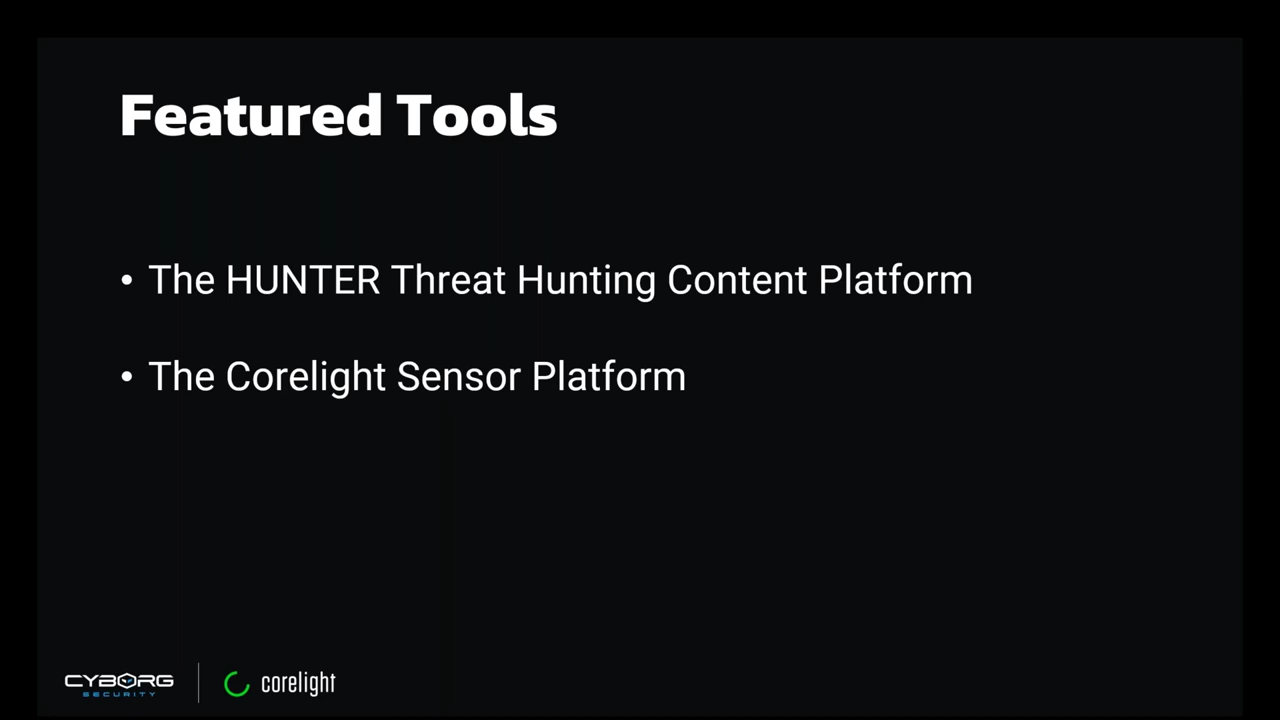 Featured Tools
• The HUNTER Threat Hunting Content Platform
• The Corelight Sensor Platform
CYBORG
SECURITY
corelight